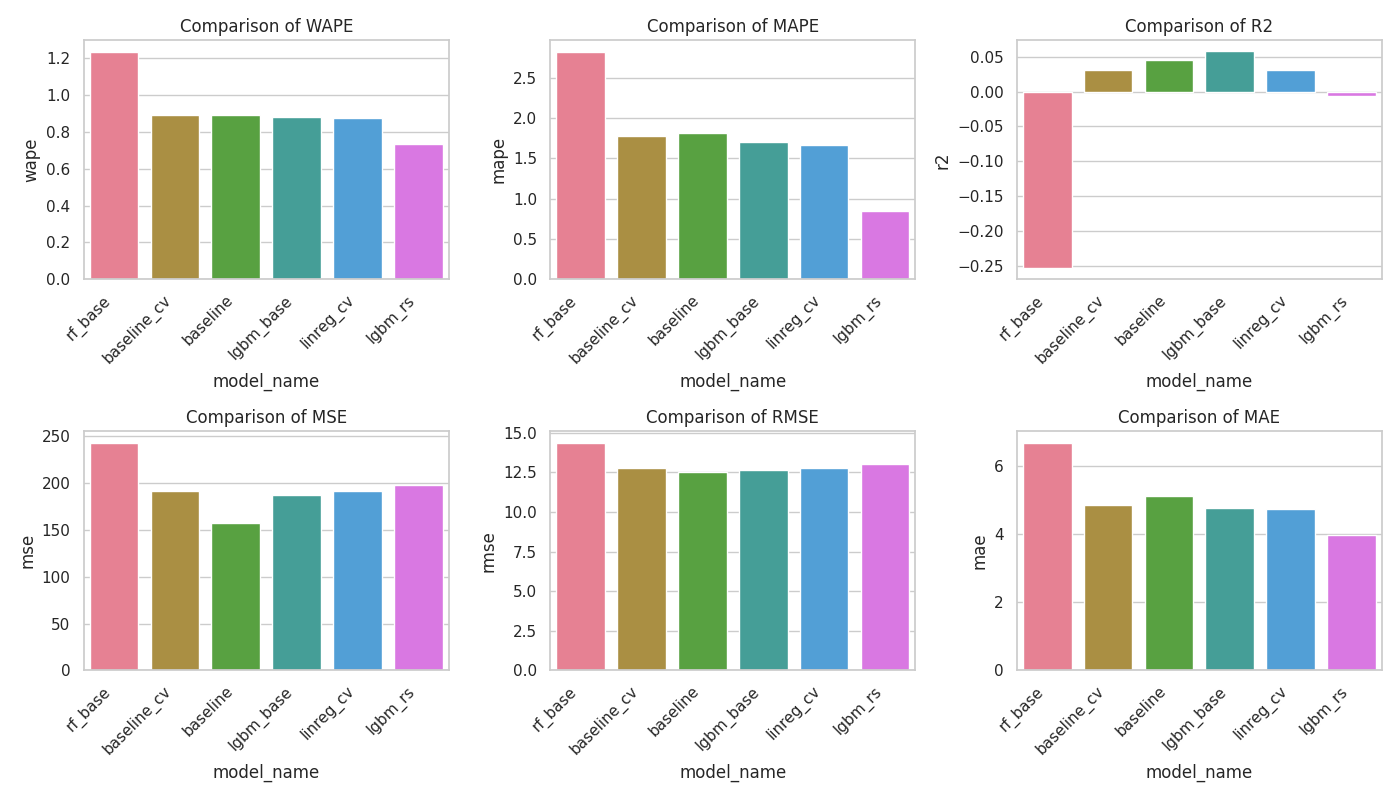 Comparison of WAPE
1.2
1.0
0.8
0.6
0.4
0.2
0.0
wape
rf_base
baseline_cv
baseline
lgbm_base
linreg_cv
lgbm_rs
model_name
Comparison of MAPE
2.5
2.0
1.5
1.0
0.5
0.0
mape
rf_base
baseline_cv
baseline
lgbm_base
linreg_cv
lgbm_rs
model_name
Comparison of R2
0.05
0.00
−0.05
−0.10
−0.15
−0.20
−0.25
r2
rf_base
baseline_cv
baseline
lgbm_base
linreg_cv
lgbm_rs
model_name
Comparison of MSE
250
200
150
100
50
0
mse
rf_base
baseline_cv
baseline
lgbm_base
linreg_cv
lgbm_rs
model_name
Comparison of RMSE
15.0
12.5
10.0
7.5
5.0
2.5
0.0
rmse
rf_base
baseline_cv
baseline
lgbm_base
linreg_cv
lgbm_rs
model_name
Comparison of MAE
6
4
2
0
mae
rf_base
baseline_cv
baseline
lgbm_base
linreg_cv
lgbm_rs
model_name